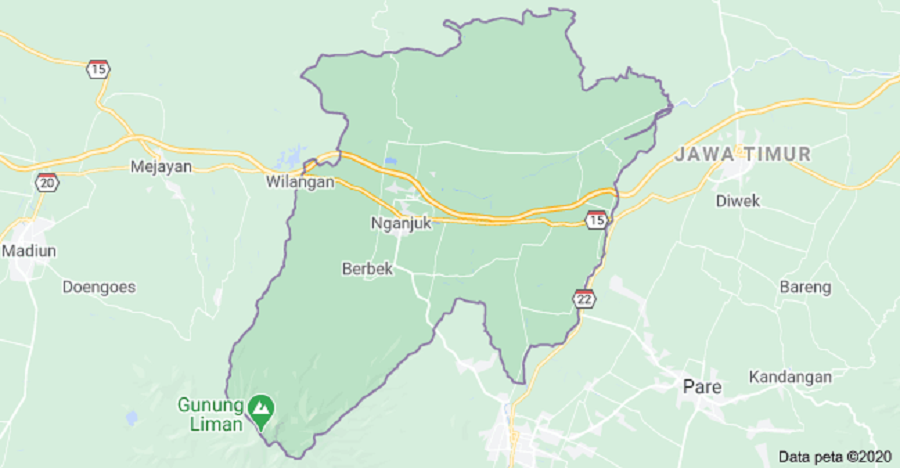 15
Mejayan
JAWA TIMUR
20
Wilangan
Diwek
Nganjuk
15
Madiun
Berbek
Doengoes
Bareng
22
Kandangan
Pare
Gunung
Liman
Data peta ©2020